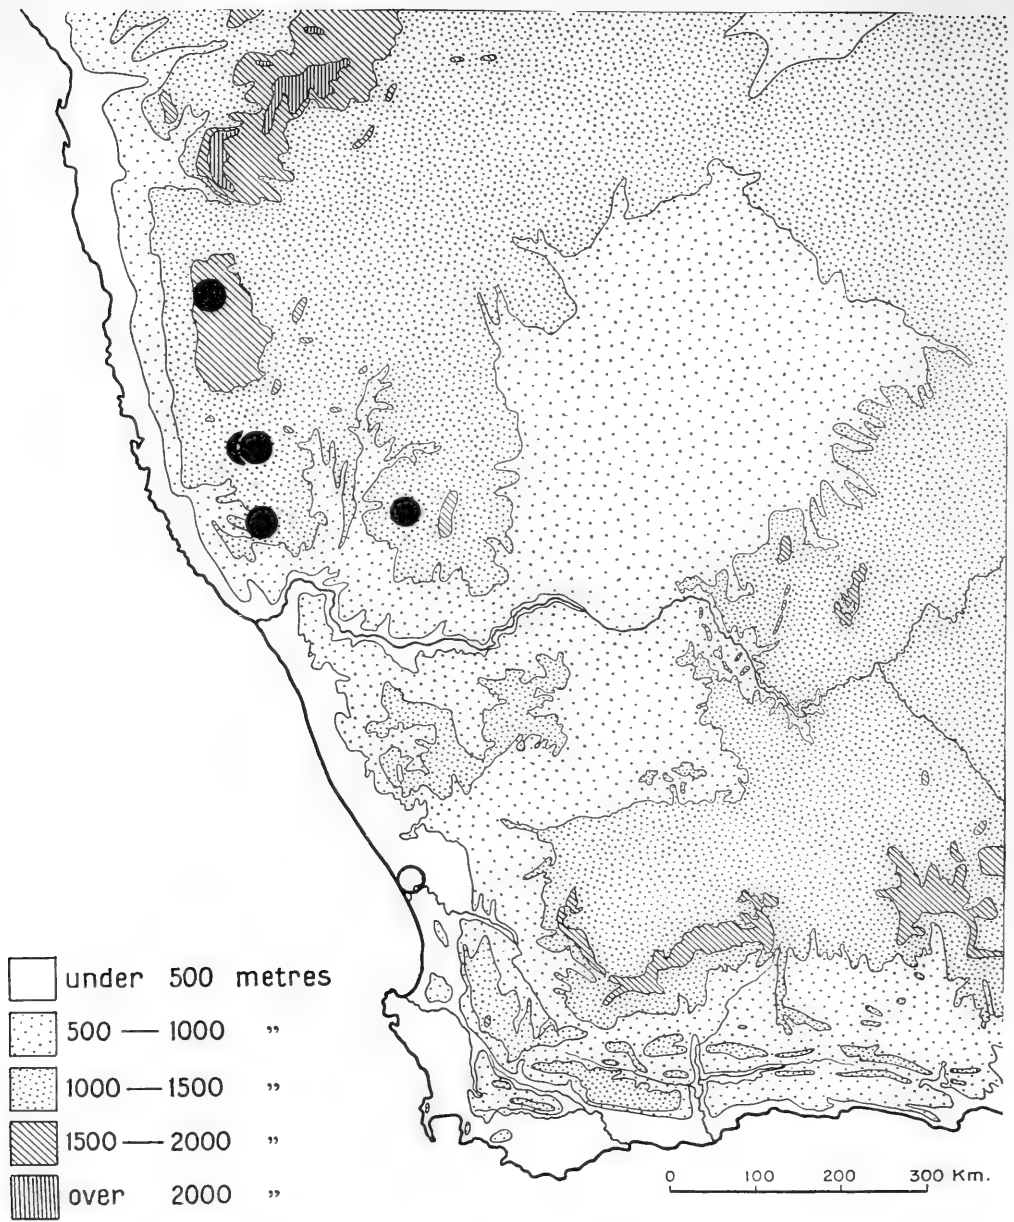 under 500 metres
500 — 1000 ”
1000 — 1500 ”
1500 — 2000 ”
over 2000 ”
0 100 200 300 Km.